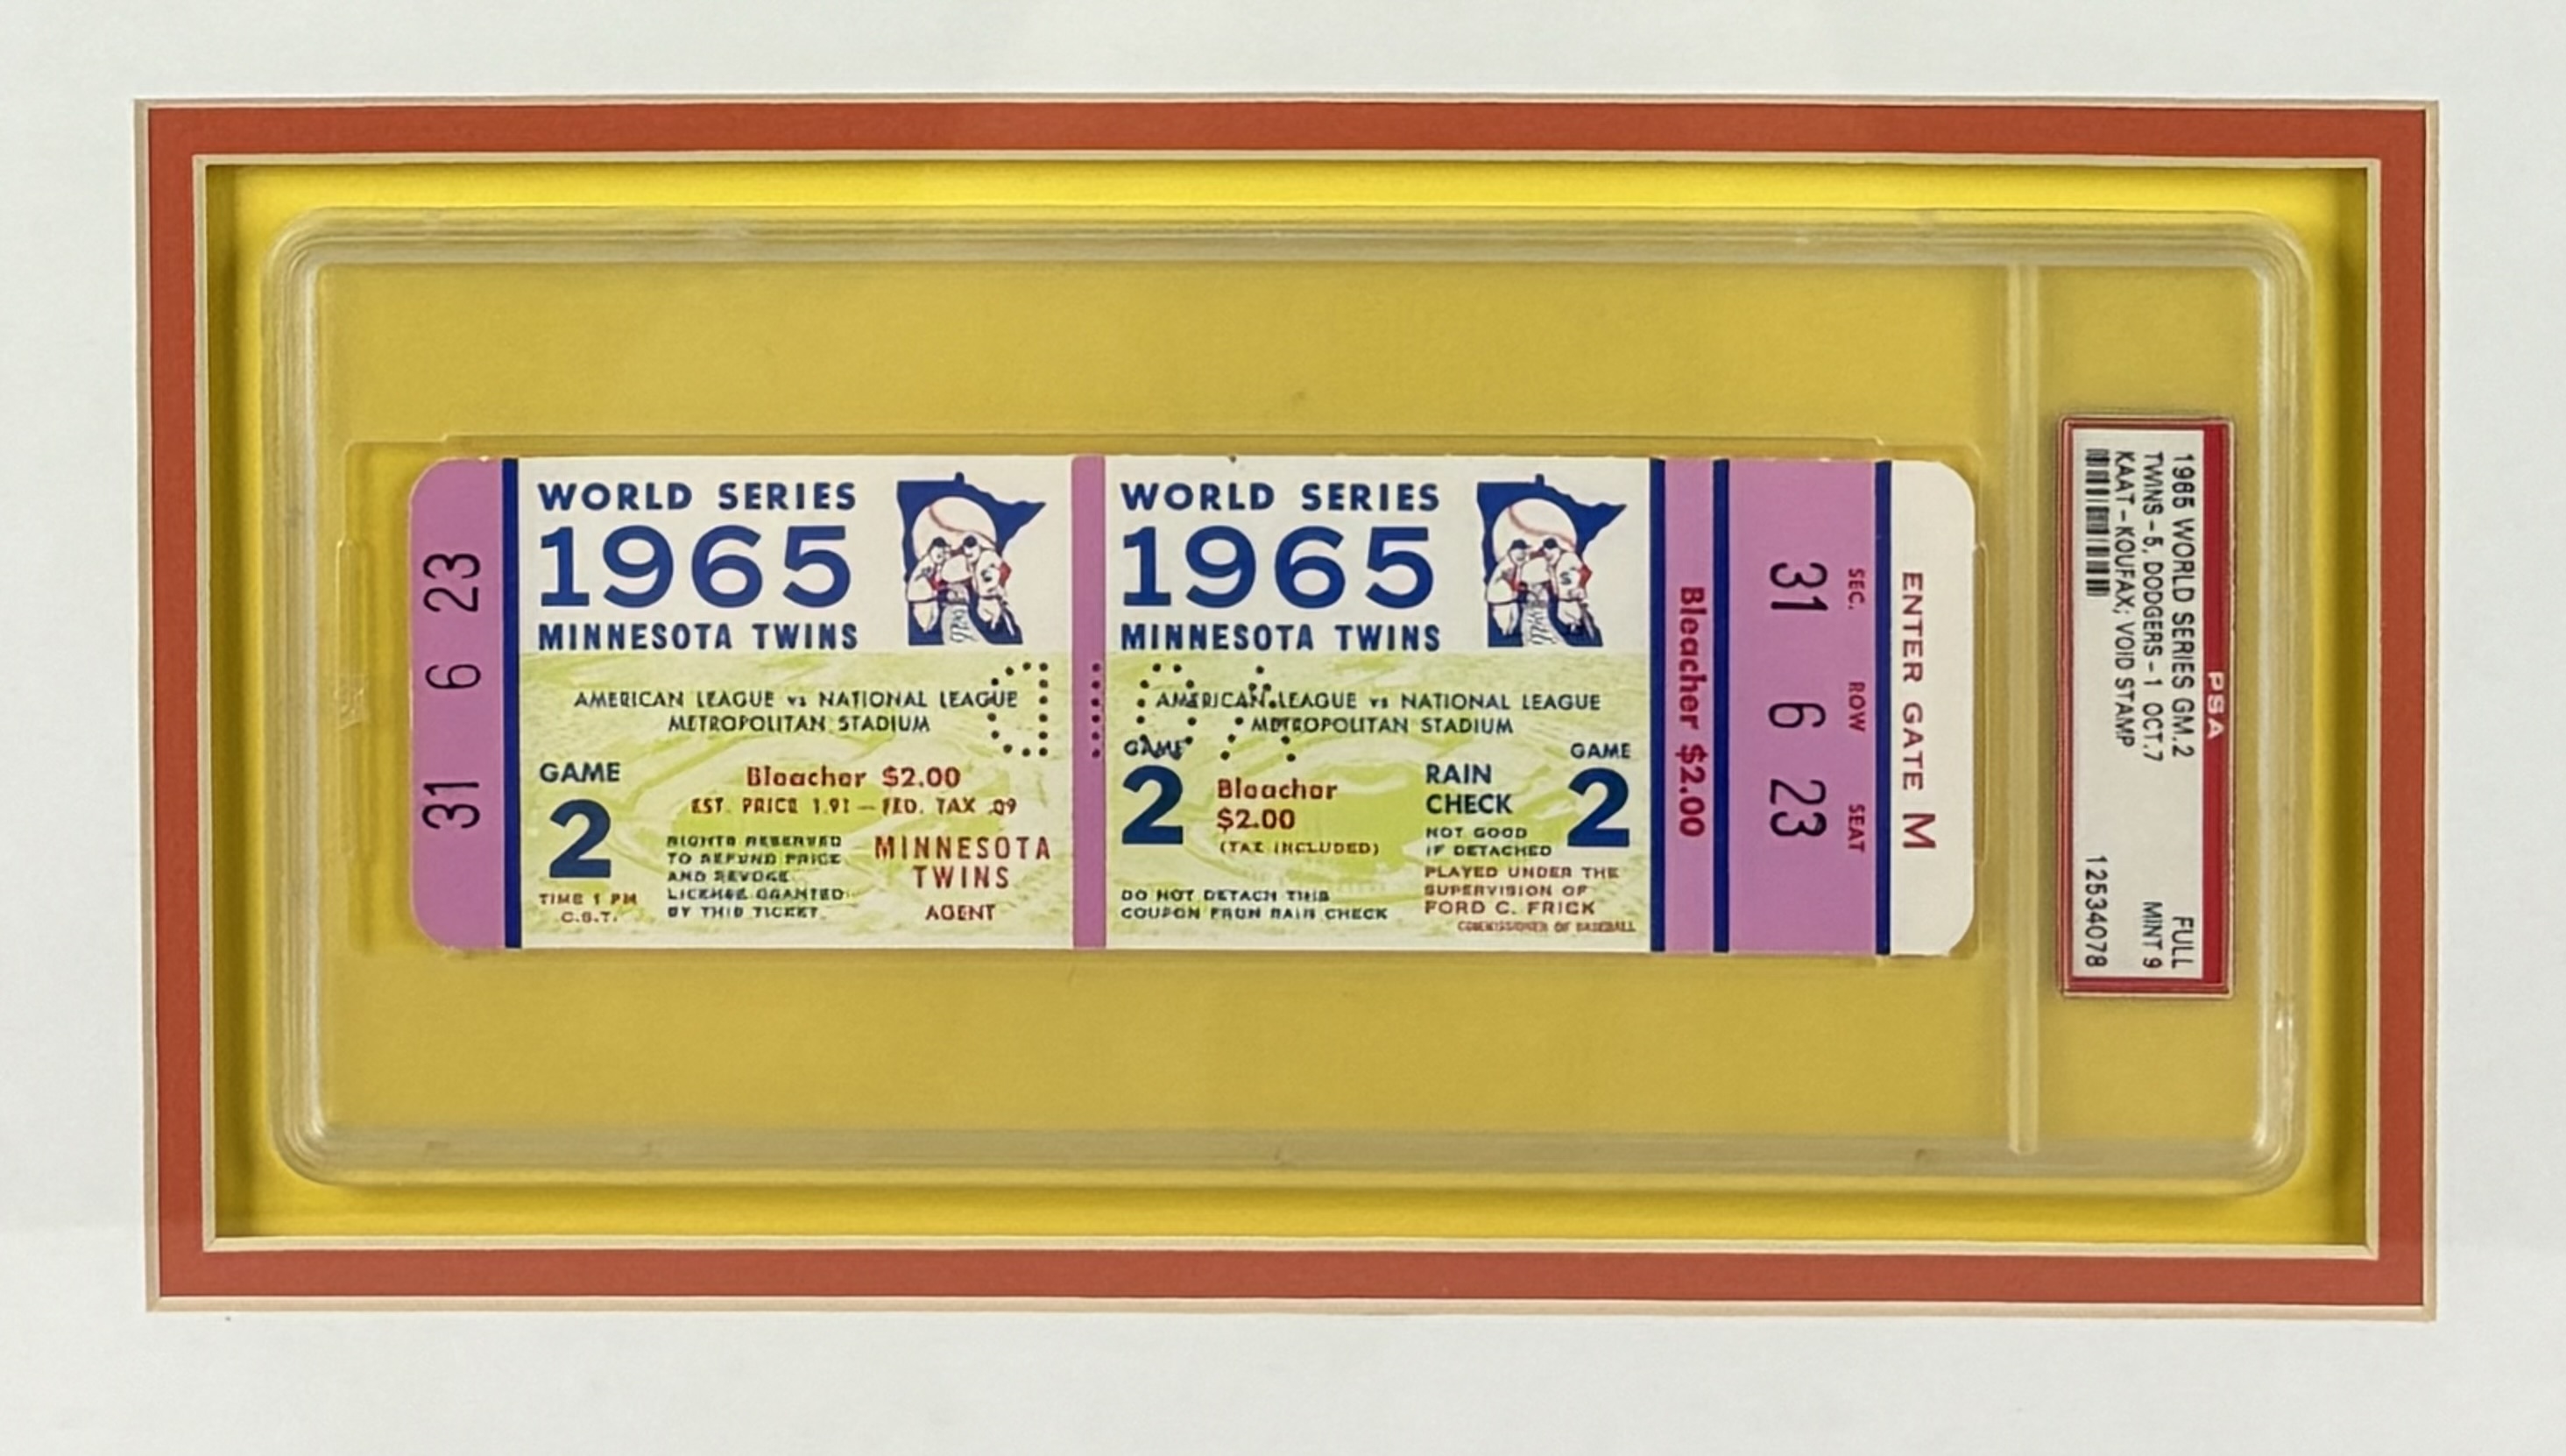 31 6 23
WORLD SERIES
1965
MINNESOTA TWINS
AMERICAN LEAGUE vs NATIONAL LEAGUE
METROPOLITAN STADIUM
GAME
2
TIME 1 PM
C.S.T.
Bleacher $2.00
EST. PRICE 1.91 — FED. TAX .09
RIGHTS RESERVED
TO REFUND PRICE
AND REVOKE
LICENSE GRANTED
BY THIS TICKET
MINNESOTA
TWINS
AGENT
WORLD SERIES
1965
MINNESOTA TWINS
AMERICAN LEAGUE vs NATIONAL LEAGUE
METROPOLITAN STADIUM
GAME
2
Bleacher
$2.00
(TAX INCLUDED)
DO NOT DETACH THIS
COUPON FROM RAIN CHECK
RAIN
CHECK
NOT GOOD
IF DETACHED
GAME
2
PLAYED UNDER THE
SUPERVISION OF
FORD C. FRICK
COMMISSIONER OF BASEBALL
Bleacher $2.00
SEC. ROW SEAT
31 6 23
ENTER GATE M
PSA
1965 WORLD SERIES GM.2 FULL
TWINS-5, DODGERS-1 OCT.7 MINT 9
KAAT-KOUFAX; VOID STAMP
12534078